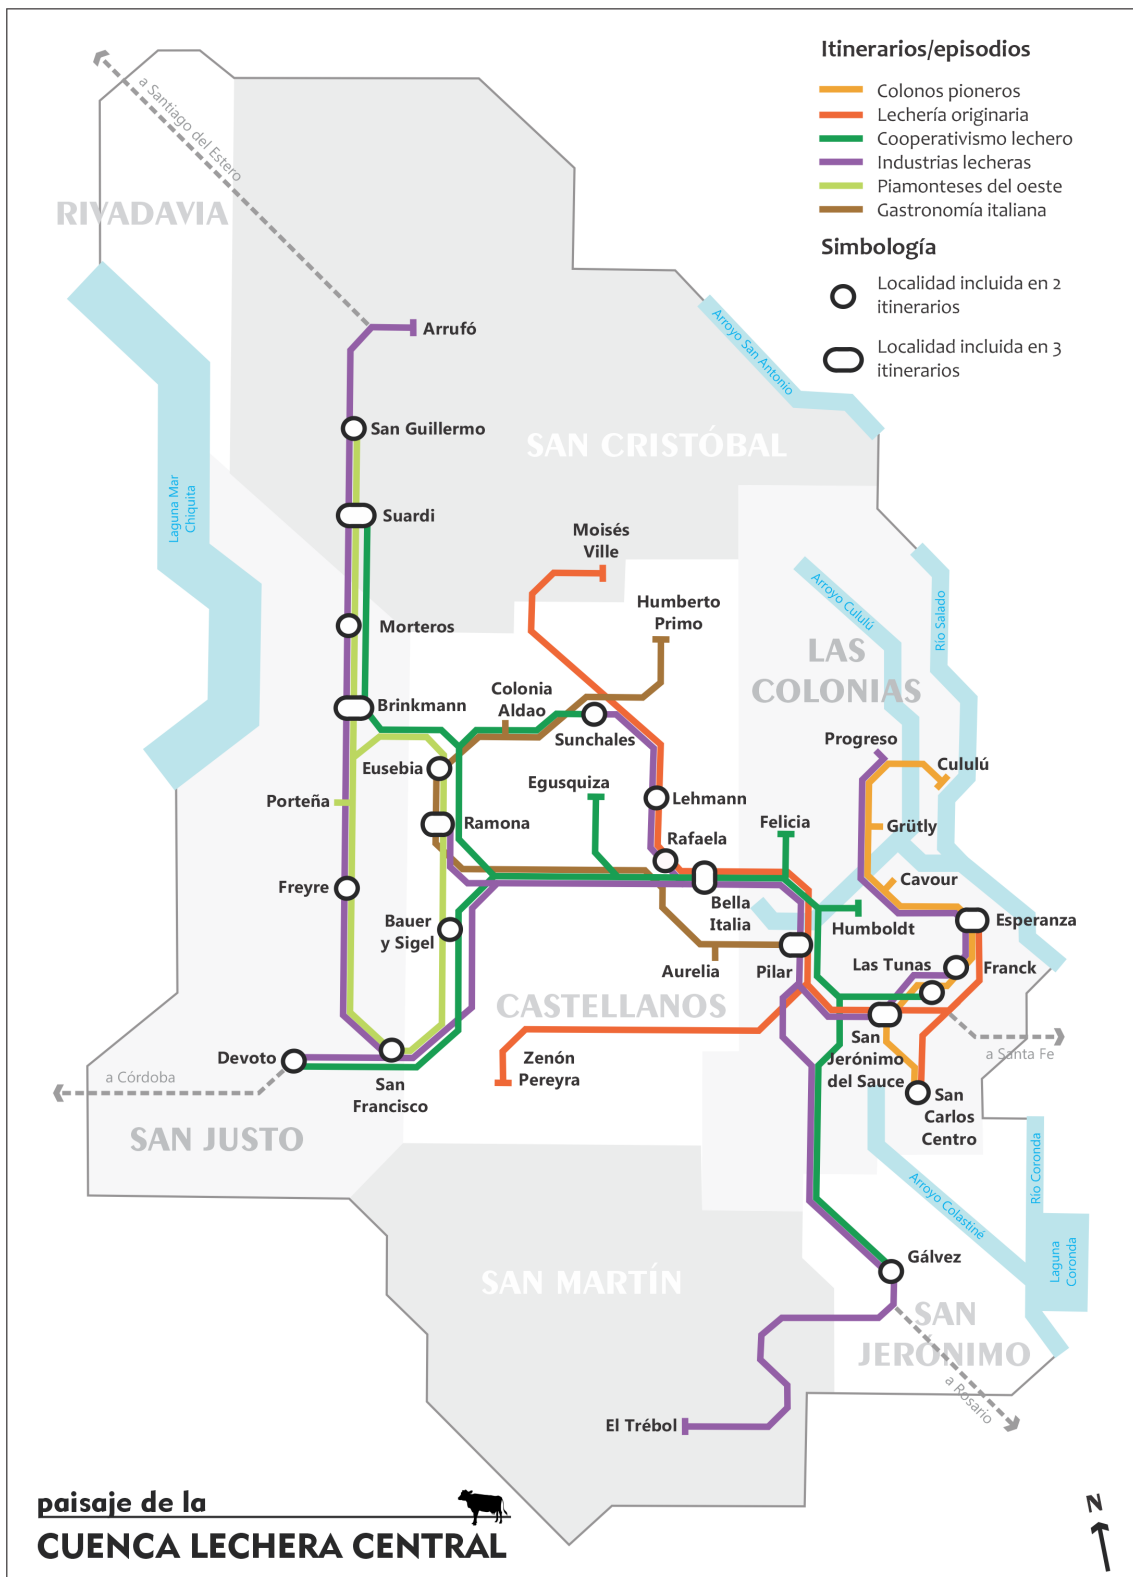 Itinerarios/episodios
Colonos pioneros
Lechería originaria
Cooperativismo lechero
Industrias lecheras
Piamonteses del oeste
Gastronomía italiana
Simbología
Localidad incluida en 2
itinerarios
Localidad incluida en 3
itinerarios
a Santiago del Estero
RIVADAVIA
Arrufó
Arroyo San Antonio
San Guillermo
SAN CRISTÓBAL
Laguna Mar
Chiquita
Suardi
Moisés
Ville
Humberto
Primo
Arroyo Cululú
Río Salado
Morteros
LAS
COLONIAS
Colonia
Aldao
Brinkmann
Sunchales
Progreso
Cululú
Eusebia
Egusquiza
Lehmann
Porteña
Ramona
Rafaela
Felicia
Grütly
Freyre
Cavour
Bella
Italia
Bauer
y Sigel
Humboldt
Esperanza
Aurelia
Pilar
Las Tunas
Franck
CASTELLANOS
San
Jerónimo
del Sauce
a Santa Fe
Devoto
Zenón
Pereyra
a Córdoba
San
Francisco
San
Carlos
Centro
SAN JUSTO
Río Coronda
Arroyo Colastiné
Laguna
Coronda
Gálvez
SAN MARTÍN
SAN
JERÓNIMO
a Rosario
El Trébol
paisaje de la
CUENCA LECHERA CENTRAL
N